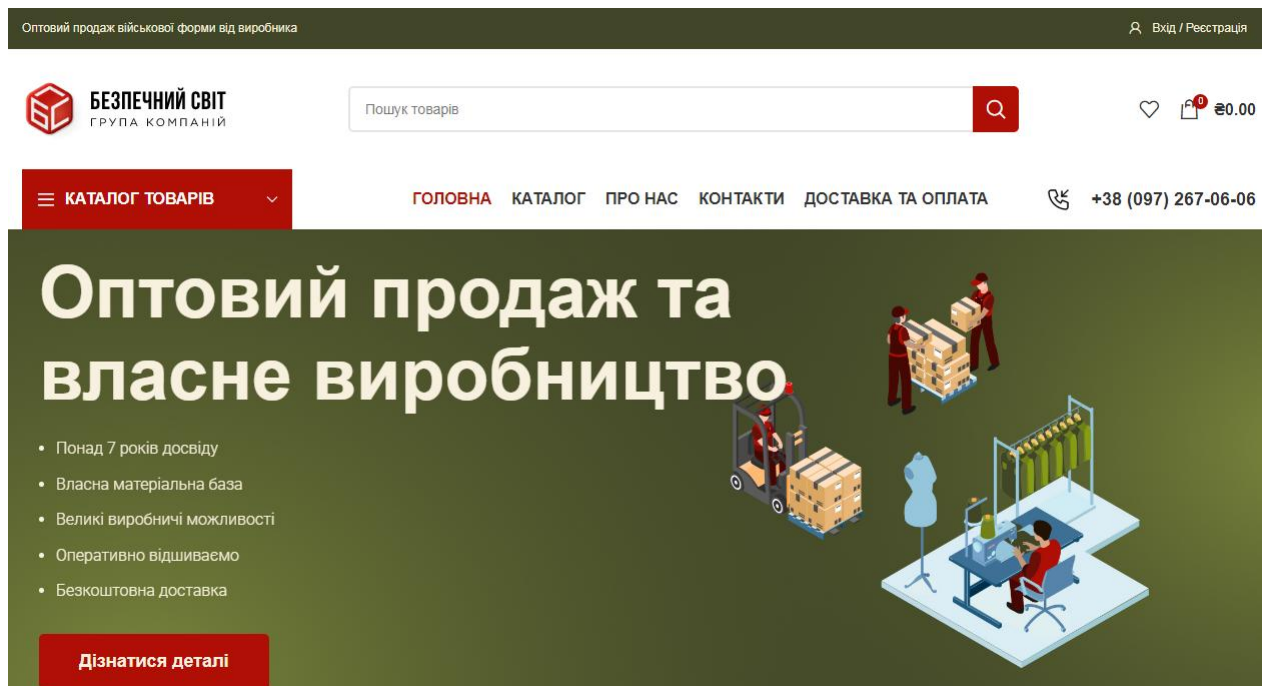 Оптовий продаж військової форми від виробника
Вхід / Реєстрація
БЕЗПЕЧНИЙ СВІТ
ГРУПА КОМПАНІЙ
Пошук товарів
0
₴0.00
КАТАЛОГ ТОВАРІВ
ГОЛОВНА КАТАЛОГ ПРО НАС КОНТАКТИ ДОСТАВКА ТА ОПЛАТА
+38 (097) 267-06-06
Оптовий продаж та
власне виробництво
• Понад 7 років досвіду
• Власна матеріальна база
• Великі виробничі можливості
• Оперативно відшиваємо
• Безкоштовна доставка
Дізнатися деталі